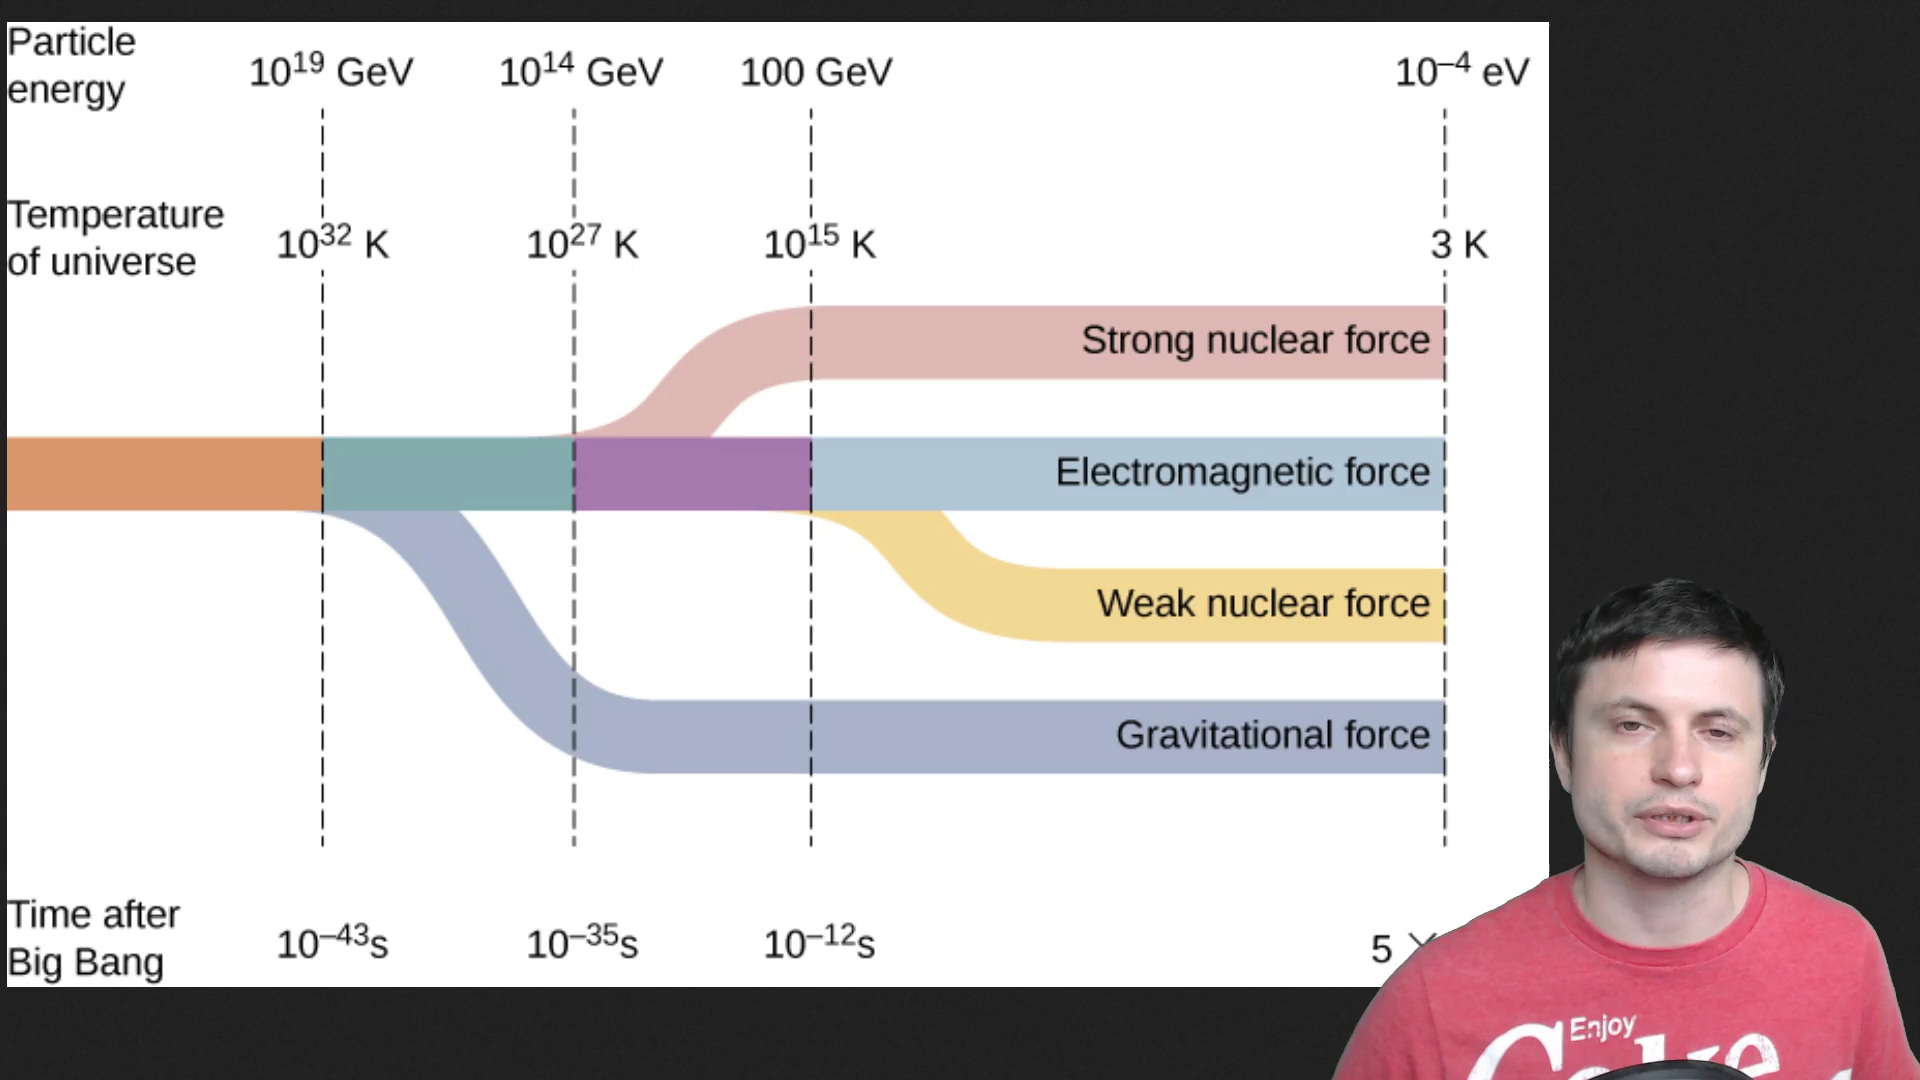 Particle
energy
10¹⁹ GeV
10¹⁴ GeV
100 GeV
10⁻⁴ eV
Temperature
of universe
10³² K
10²⁷ K
10¹⁵ K
3 K
Strong nuclear force
Electromagnetic force
Weak nuclear force
Gravitational force
Time after
Big Bang
10⁻⁴³s
10⁻³⁵s
10⁻¹²s
5 ×
Enjoy
Coke